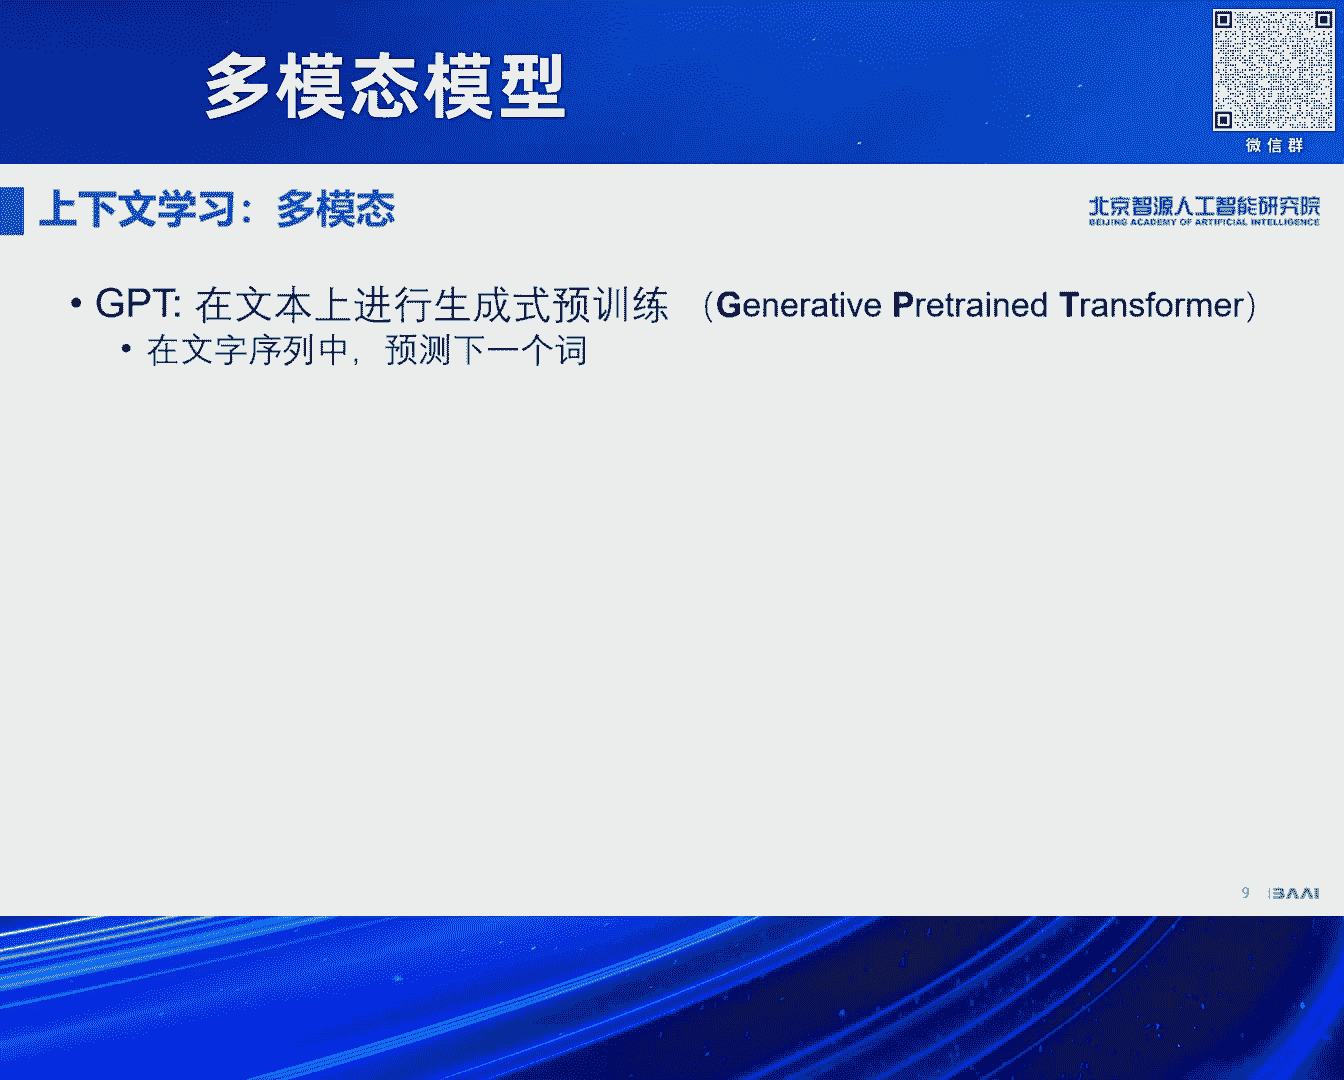 多模态模型
微信群
上下文学习：多模态
北京智源人工智能研究院
BEIJING ACADEMY OF ARTIFICIAL INTELLIGENCE
• GPT: 在文本上进行生成式预训练 （Generative Pretrained Transformer）
• 在文字序列中，预测下一个词
9
BAAI